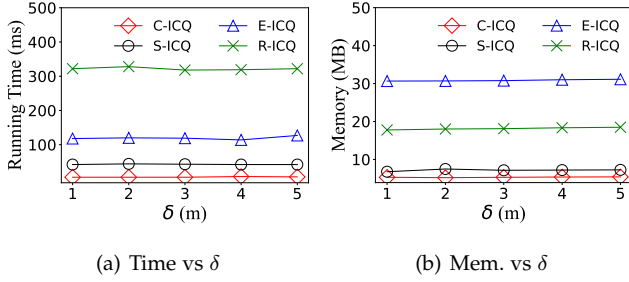 500
400
300
200
100
Running Time (ms)
C-ICQ
S-ICQ
E-ICQ
R-ICQ
1 2 3 4 5
δ (m)
(a) Time vs δ
50
40
30
20
10
Memory (MB)
C-ICQ
S-ICQ
E-ICQ
R-ICQ
1 2 3 4 5
δ (m)
(b) Mem. vs δ